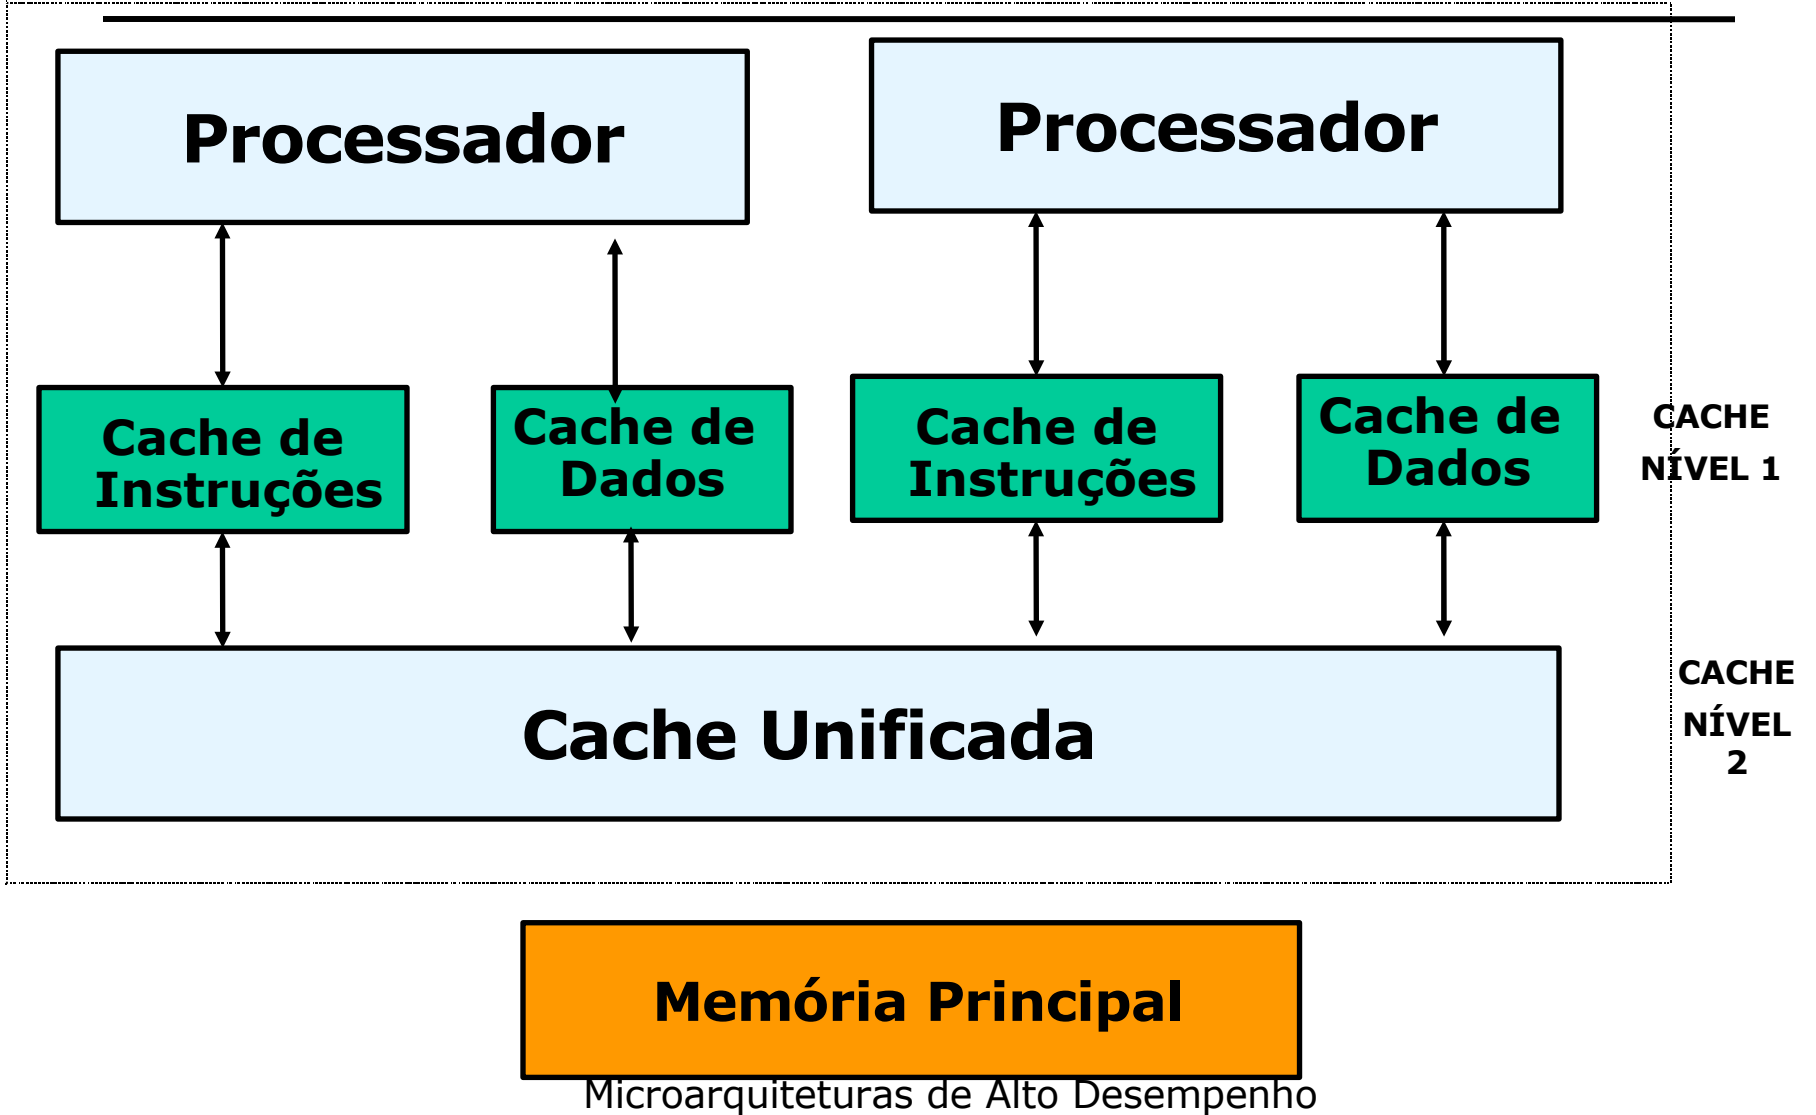 Processador
Processador
Cache de
Instruções
Cache de
Dados
Cache de
Instruções
Cache de
Dados
CACHE
NÍVEL 1
Cache Unificada
CACHE
NÍVEL
2
Memória Principal
Microarquiteturas de Alto Desempenho